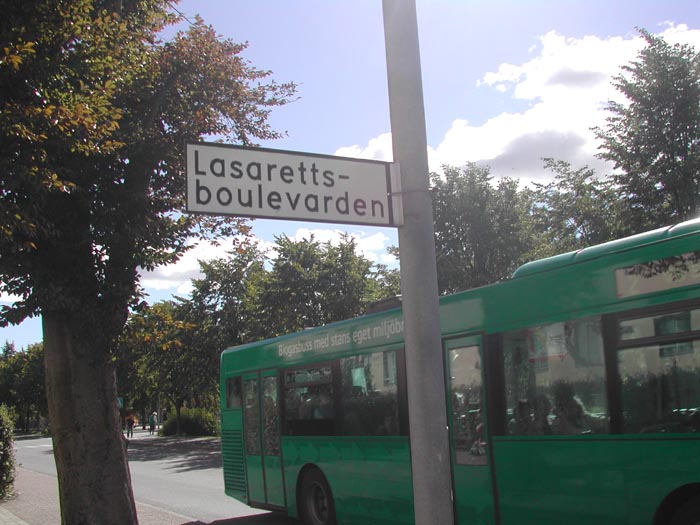 Lasaretts-
boulevarden
Biogasbuss med stans eget miljöbr